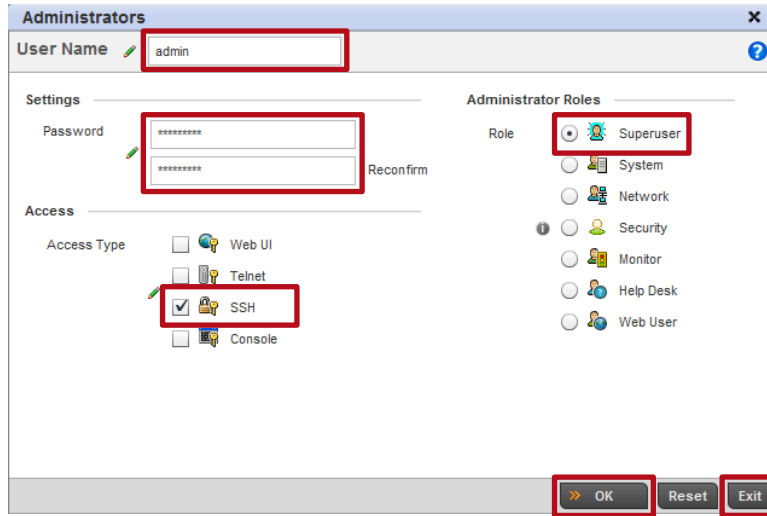 Administrators
User Name admin
Settings
Password *********
********* Reconfirm
Access
Access Type Web UI
Telnet
SSH
Console
Administrator Roles
Role Superuser
System
Network
Security
Monitor
Help Desk
Web User
OK Reset Exit